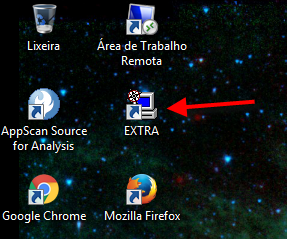 Lixeira
Área de Trabalho
Remota
AppScan Source
for Analysis
EXTRA
Google Chrome
Mozilla Firefox